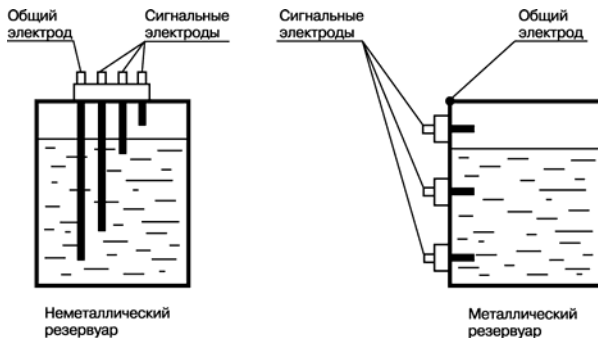 Общий
электрод
Сигнальные
электроды
Сигнальные
электроды
Общий
электрод
Неметаллический
резервуар
Металлический
резервуар